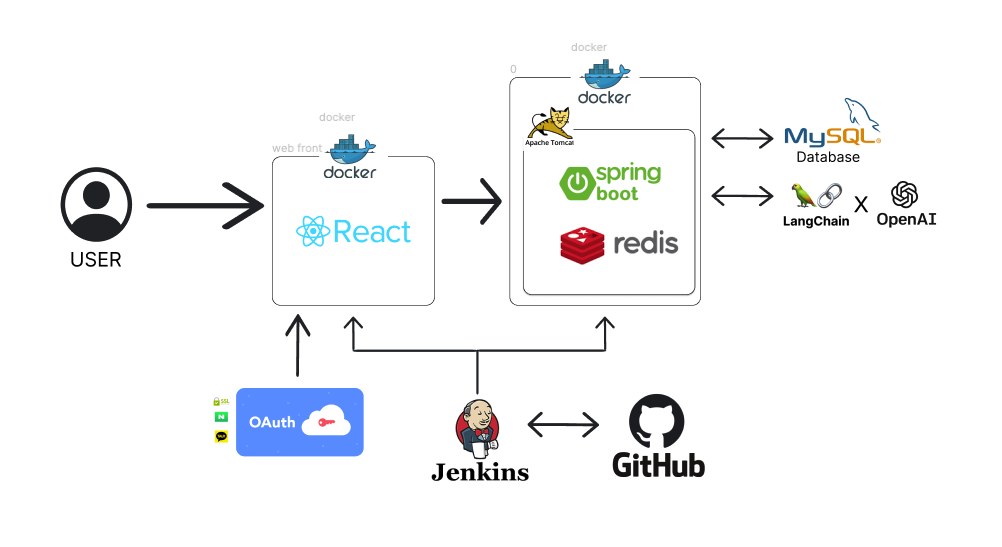 docker
0
docker
docker
web front
docker
Apache Tomcat
MySQL®
Database
spring
boot
LangChain X OpenAI
USER
React
redis
SSL
N
TALK
OAuth
Jenkins
GitHub